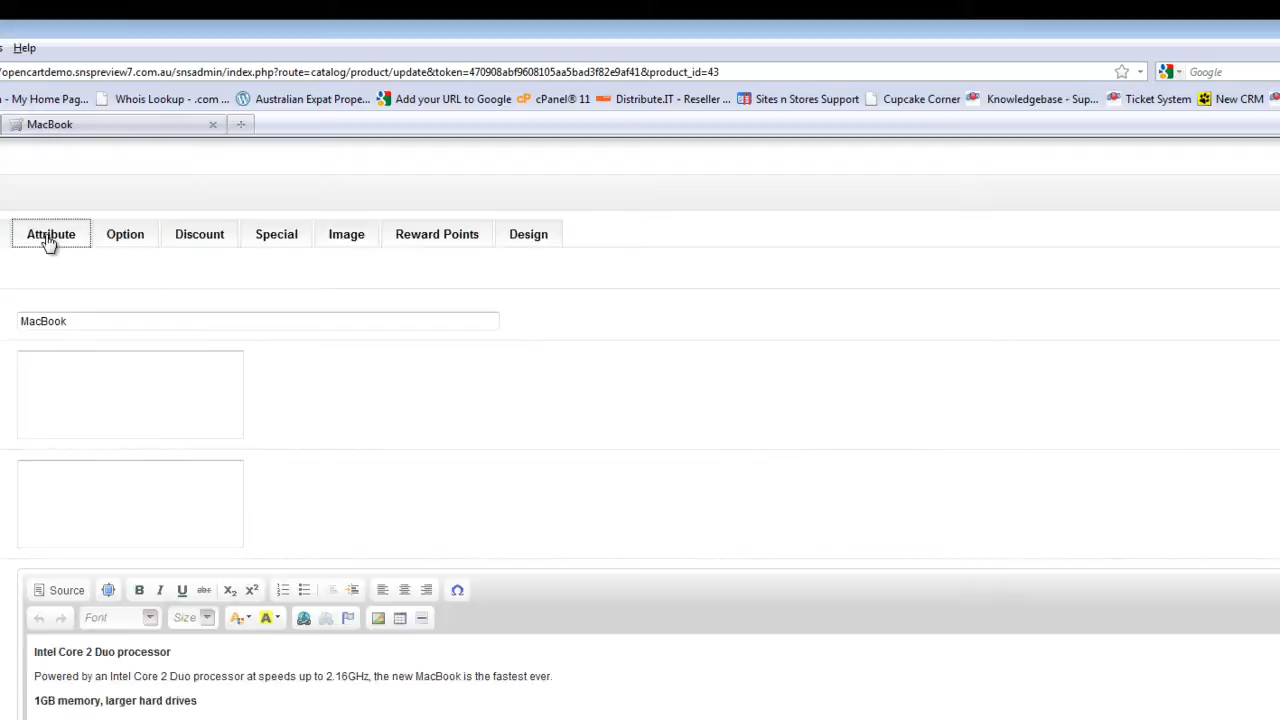 s Help
/opencartdemo.snspreview7.com.au/snsadmin/index.php?route=catalog/product/update&token=470908abf9608105aa5bad3f82e9af41&product_id=43
Google
n - My Home Pag... Whois Lookup - .com ... Australian Expat Prope... Add your URL to Google cPanel®11 Distribute.IT - Reseller ... Sites n Stores Support Cupcake Corner Knowledgebase - Sup... Ticket System New CRM
MacBook
Attribute Option Discount Special Image Reward Points Design
MacBook
Source B I U abc X2 X2
Font Size A A
Intel Core 2 Duo processor
Powered by an Intel Core 2 Duo processor at speeds up to 2.16GHz, the new MacBook is the fastest ever.
1GB memory, larger hard drives